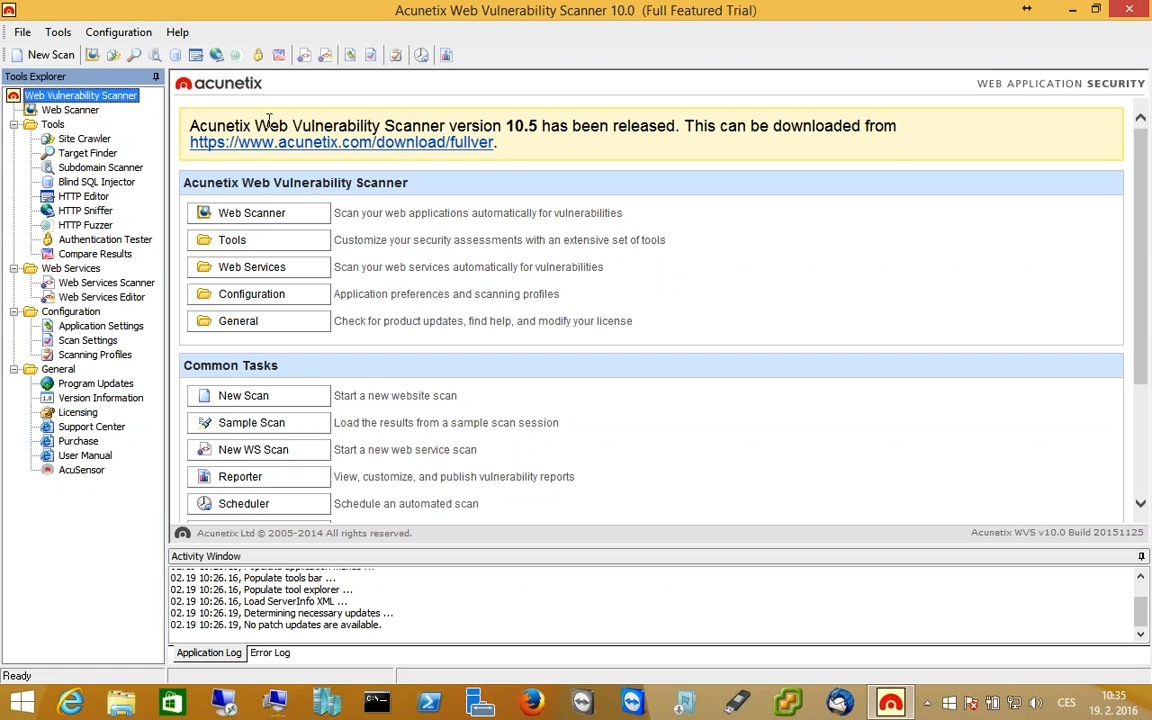 Acunetix Web Vulnerability Scanner 10.0 (Full Featured Trial)
File Tools Configuration Help
New Scan
Tools Explorer
Web Vulnerability Scanner
Web Scanner
Tools
Site Crawler
Target Finder
Subdomain Scanner
Blind SQL Injector
HTTP Editor
HTTP Sniffer
HTTP Fuzzer
Authentication Tester
Compare Results
Web Services
Web Services Scanner
Web Services Editor
Configuration
Application Settings
Scan Settings
Scanning Profiles
General
Program Updates
Version Information
Licensing
Support Center
Purchase
User Manual
AcuSensor
acunetix
WEB APPLICATION SECURITY
Acunetix Web Vulnerability Scanner version 10.5 has been released. This can be downloaded from
https://www.acunetix.com/download/fullver.
Acunetix Web Vulnerability Scanner
Web Scanner Scan your web applications automatically for vulnerabilities
Tools Customize your security assessments with an extensive set of tools
Web Services Scan your web services automatically for vulnerabilities
Configuration Application preferences and scanning profiles
General Check for product updates, find help, and modify your license
Common Tasks
New Scan Start a new website scan
Sample Scan Load the results from a sample scan session
New WS Scan Start a new web service scan
Reporter View, customize, and publish vulnerability reports
Scheduler Schedule an automated scan
Acunetix Ltd © 2005-2014 All rights reserved. Acunetix WVS v10.0 Build 20151125
Activity Window
02.19 10:26.16, Populate tools bar ...
02.19 10:26.16, Populate tool explorer ...
02.19 10:26.16, Load ServerInfo XML ...
02.19 10:26.19, Determining necessary updates ...
02.19 10:26.19, No patch updates are available.
Application Log Error Log
Ready
CES
10:35
19. 2. 2016